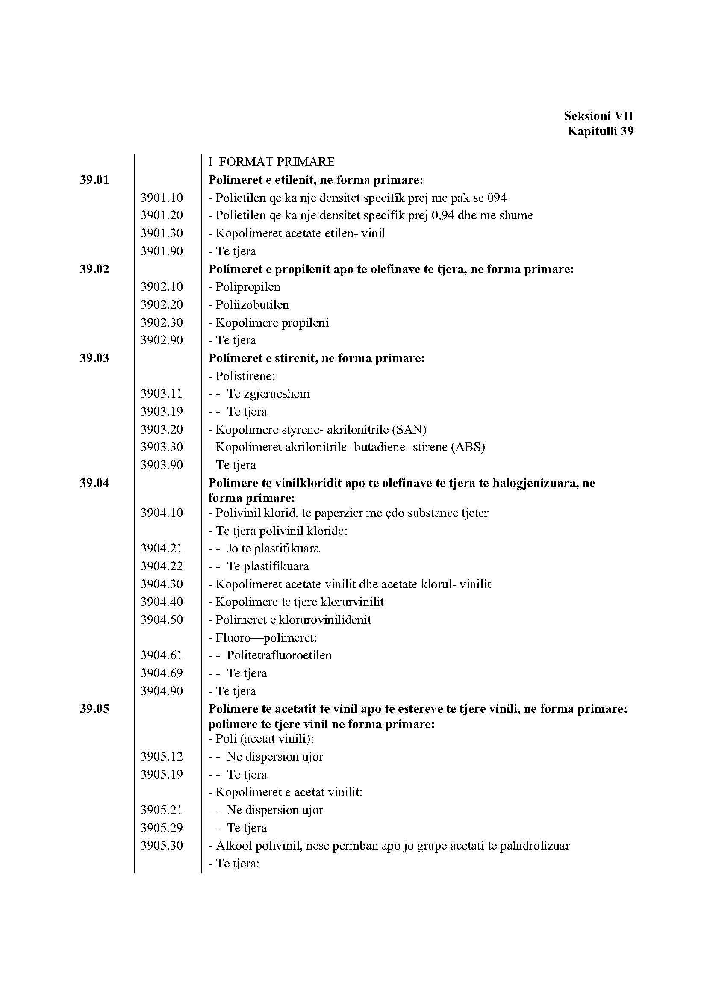 Seksioni VII
Kapitulli 39
I FORMAT PRIMARE
39.01 Polimeret e etilenit, ne forma primare:
3901.10 - Polietilen qe ka nje densitet specifik prej me pak se 094
3901.20 - Polietilen qe ka nje densitet specifik prej 0,94 dhe me shume
3901.30 - Kopolimeret acetate etilen- vinil
3901.90 - Te tjera
39.02 Polimeret e propilenit apo te olefinave te tjera, ne forma primare:
3902.10 - Polipropilen
3902.20 - Poliizobutilen
3902.30 - Kopolimere propileni
3902.90 - Te tjera
39.03 Polimeret e stirenit, ne forma primare:
- Polistirene:
3903.11 - - Te zgjerueshem
3903.19 - - Te tjera
3903.20 - Kopolimere styrene- akrilonitrile (SAN)
3903.30 - Kopolimeret akrilonitrile- butadiene- stirene (ABS)
3903.90 - Te tjera
39.04 Polimere te vinilkloridit apo te olefinave te tjera te halogjenizuara, ne
forma primare:
3904.10 - Polivinil klorid, te paperzier me çdo substance tjeter
- Te tjera polivinil kloride:
3904.21 - - Jo te plastifikuara
3904.22 - - Te plastifikuara
3904.30 - Kopolimeret acetate vinilit dhe acetate klorul- vinilit
3904.40 - Kopolimere te tjere klorurvinilit
3904.50 - Polimeret e klorurovinilidenit
- Fluoro—polimeret:
3904.61 - - Politetrafluoroetilen
3904.69 - - Te tjera
3904.90 - Te tjera
39.05 Polimere te acetatit te vinil apo te estereve te tjere vinili, ne forma primare;
polimere te tjere vinil ne forma primare:
- Poli (acetat vinili):
3905.12 - - Ne dispersion ujor
3905.19 - - Te tjera
- Kopolimeret e acetat vinilit:
3905.21 - - Ne dispersion ujor
3905.29 - - Te tjera
3905.30 - Alkool polivinil, nese permban apo jo grupe acetati te pahidrolizuar
- Te tjera: